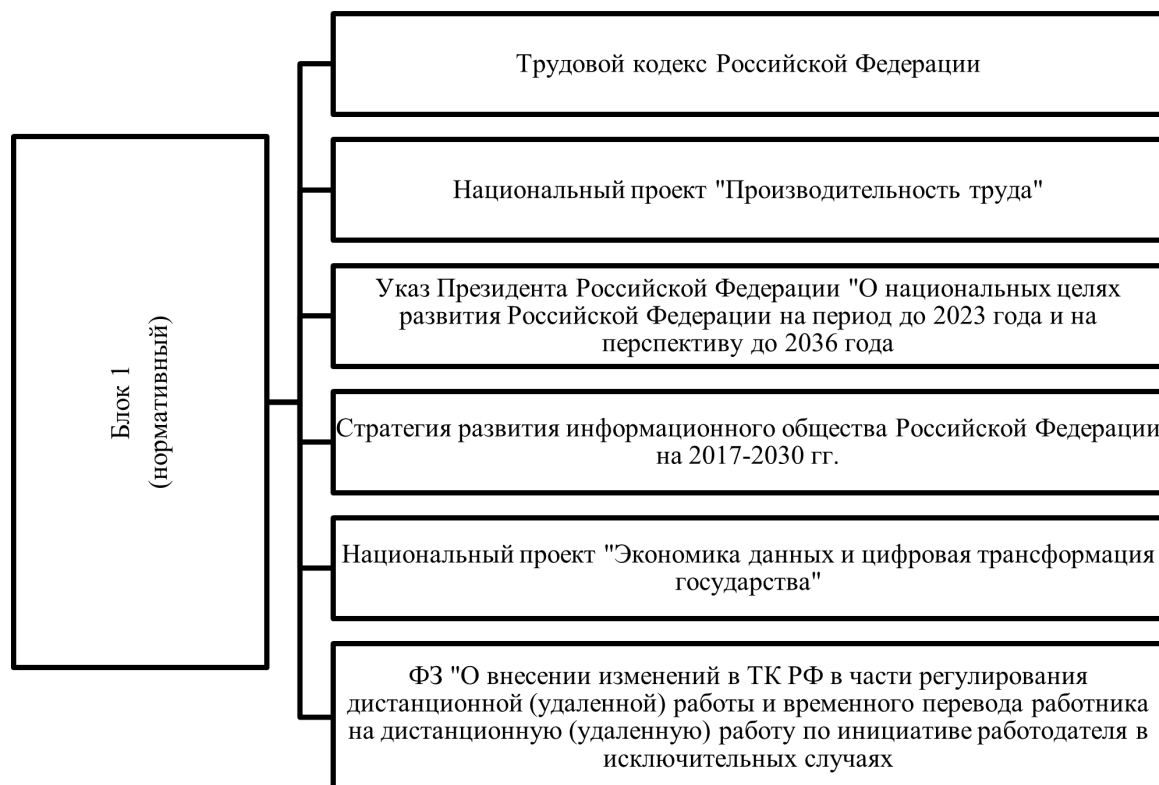 Блок 1
(нормативный)
Трудовой кодекс Российской Федерации
Национальный проект "Производительность труда"
Указ Президента Российской Федерации "О национальных целях
развития Российской Федерации на период до 2023 года и на
перспективу до 2036 года
Стратегия развития информационного общества Российской Федерации
на 2017-2030 гг.
Национальный проект "Экономика данных и цифровая трансформация
государства"
ФЗ "О внесении изменений в ТК РФ в части регулирования
дистанционной (удаленной) работы и временного перевода работника
на дистанционную (удаленную) работу по инициативе работодателя в
исключительных случаях